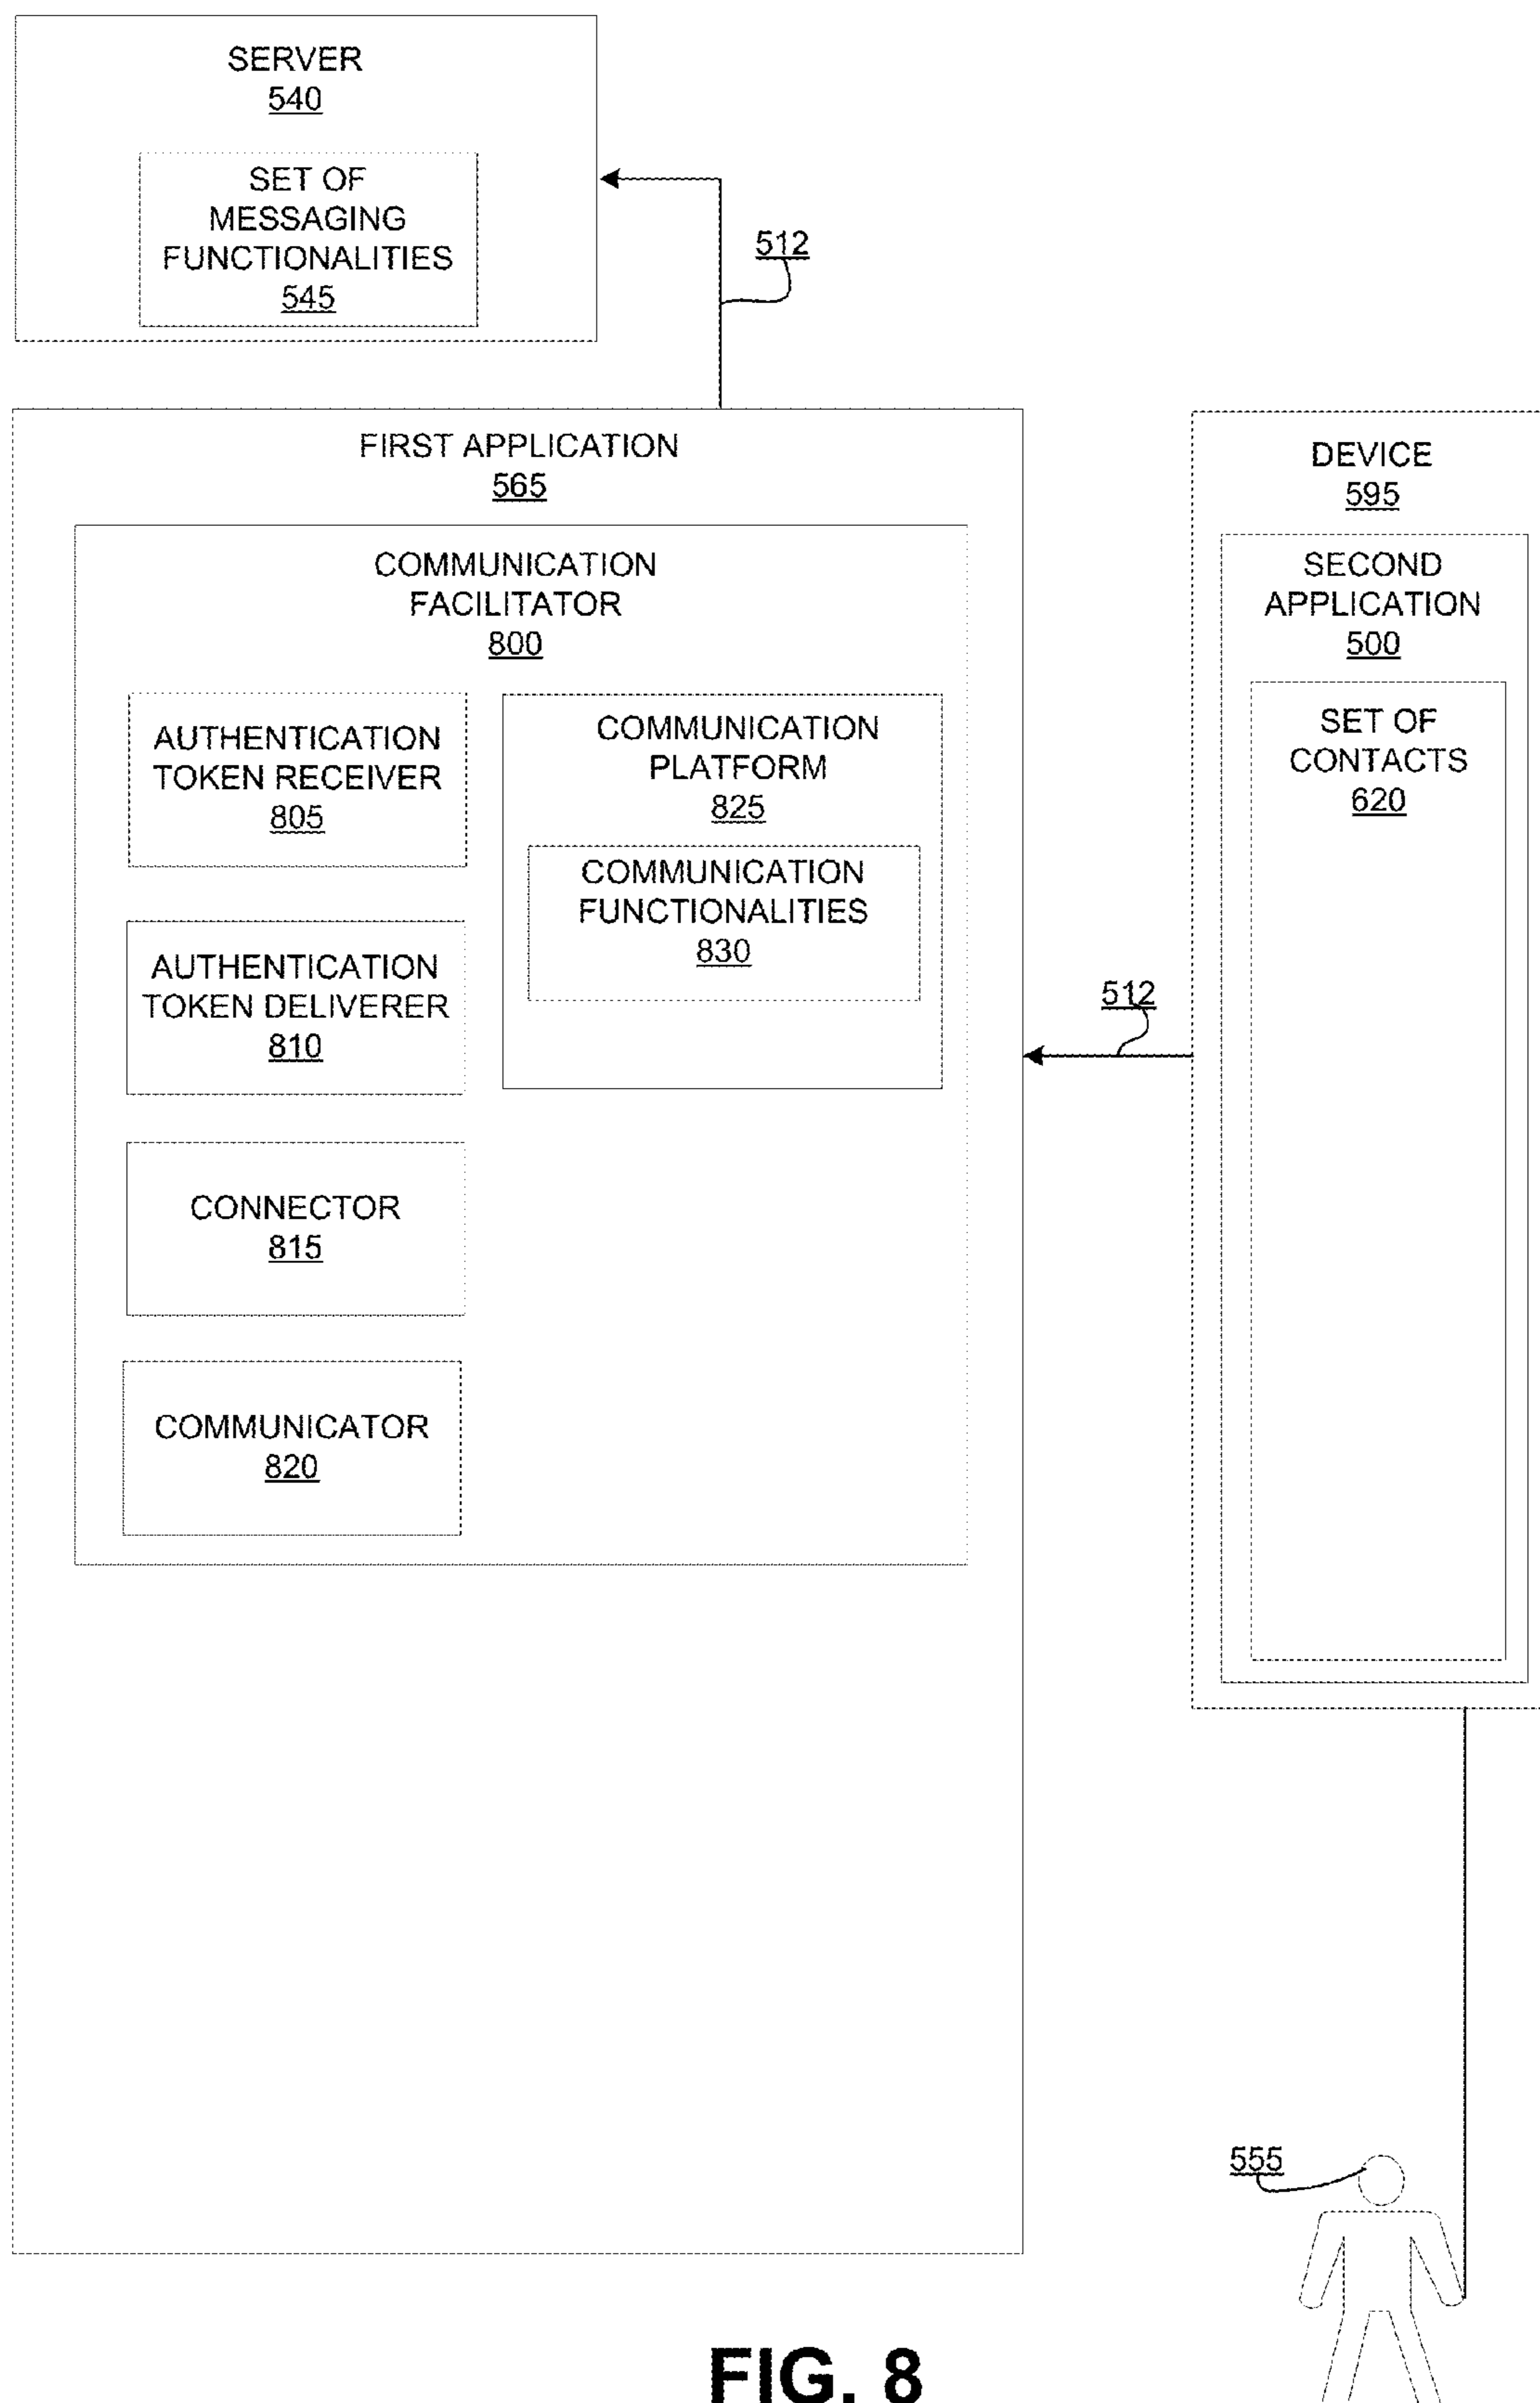 SERVER
540
SET OF
MESSAGING
FUNCTIONALITIES
545
512
FIRST APPLICATION
565
COMMUNICATION
FACILITATOR
800
AUTHENTICATION
TOKEN RECEIVER
805
AUTHENTICATION
TOKEN DELIVERER
810
CONNECTOR
815
COMMUNICATOR
820
COMMUNICATION
PLATFORM
825
COMMUNICATION
FUNCTIONALITIES
830
512
DEVICE
595
SECOND
APPLICATION
500
SET OF
CONTACTS
620
555
FIG. 8